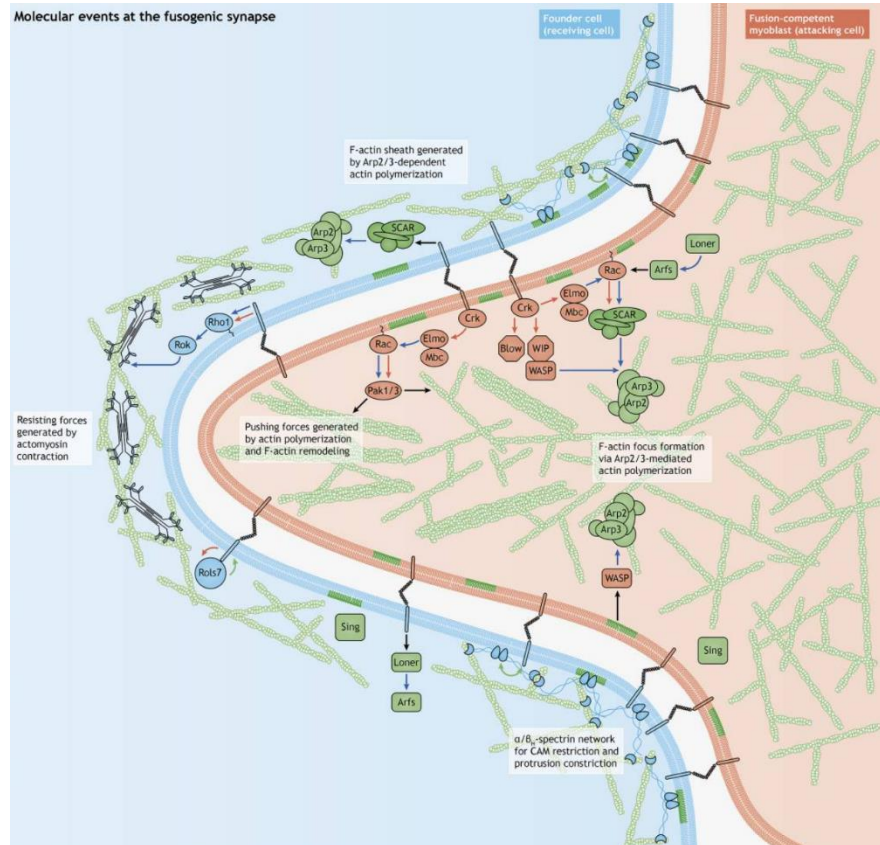 Molecular events at the fusogenic synapse
Founder cell
(receiving cell)
Fusion-competent
myoblast (attacking cell)
F-actin sheath generated
by Arp2/3-dependent
actin polymerization
Arp2
Arp3
SCAR
Rho1
Rok
Crk
Elmo
Mbc
Rac
Pak1/3
Crk
Elmo
Mbc
Rac
Arfs
Loner
SCAR
Blow
WIP
WASP
Arp3
Arp2
Resisting forces
generated by
actomyosin
contraction
Pushing forces generated
by actin polymerization
and F-actin remodeling
F-actin focus formation
via Arp2/3-mediated
actin polymerization
Arp2
Arp3
WASP
Rols7
Sing
Loner
Arfs
Sing
α/βH-spectrin network
for CAM restriction and
protrusion constriction